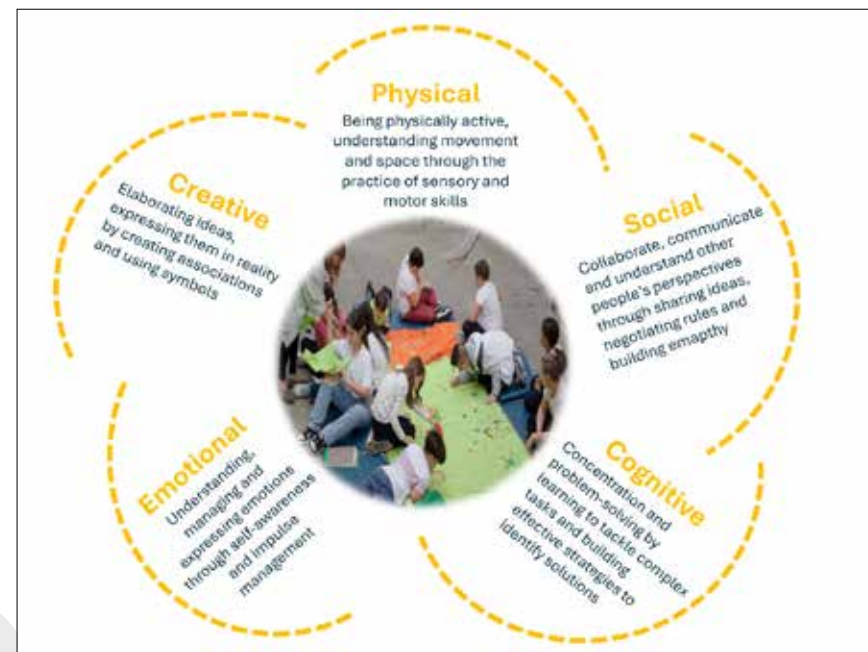 Physical
Being physically active,
understanding movement
and space through the
practice of sensory and
motor skills
Social
Collaborate, communicate
and understand other
people's perspectives
through sharing ideas,
negotiating rules and
building emapthy
Cognitive
Concentration and
problem-solving by
learning to tackle complex
tasks and building
effective strategies to
identify solutions
Emotional
Understanding,
managing and
expressing emotions
through self-awareness
and impulse
management
Creative
Elaborating ideas,
expressing them in reality
by creating associations
and using symbols